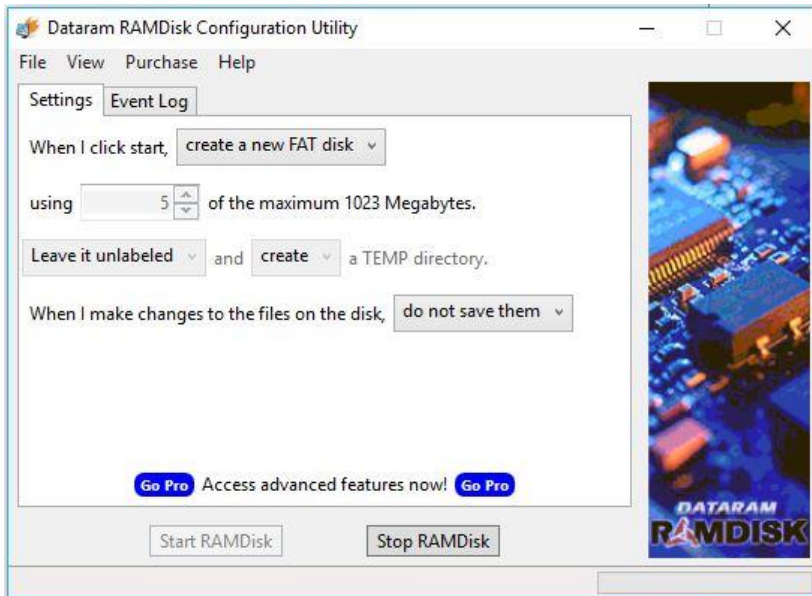 Dataram RAMDisk Configuration Utility
File View Purchase Help
Settings Event Log
When I click start, create a new FAT disk
using 5 of the maximum 1023 Megabytes.
Leave it unlabeled and create a TEMP directory.
When I make changes to the files on the disk, do not save them
Go Pro Access advanced features now! Go Pro
DATARAM
RAMDISK
Start RAMDisk Stop RAMDisk